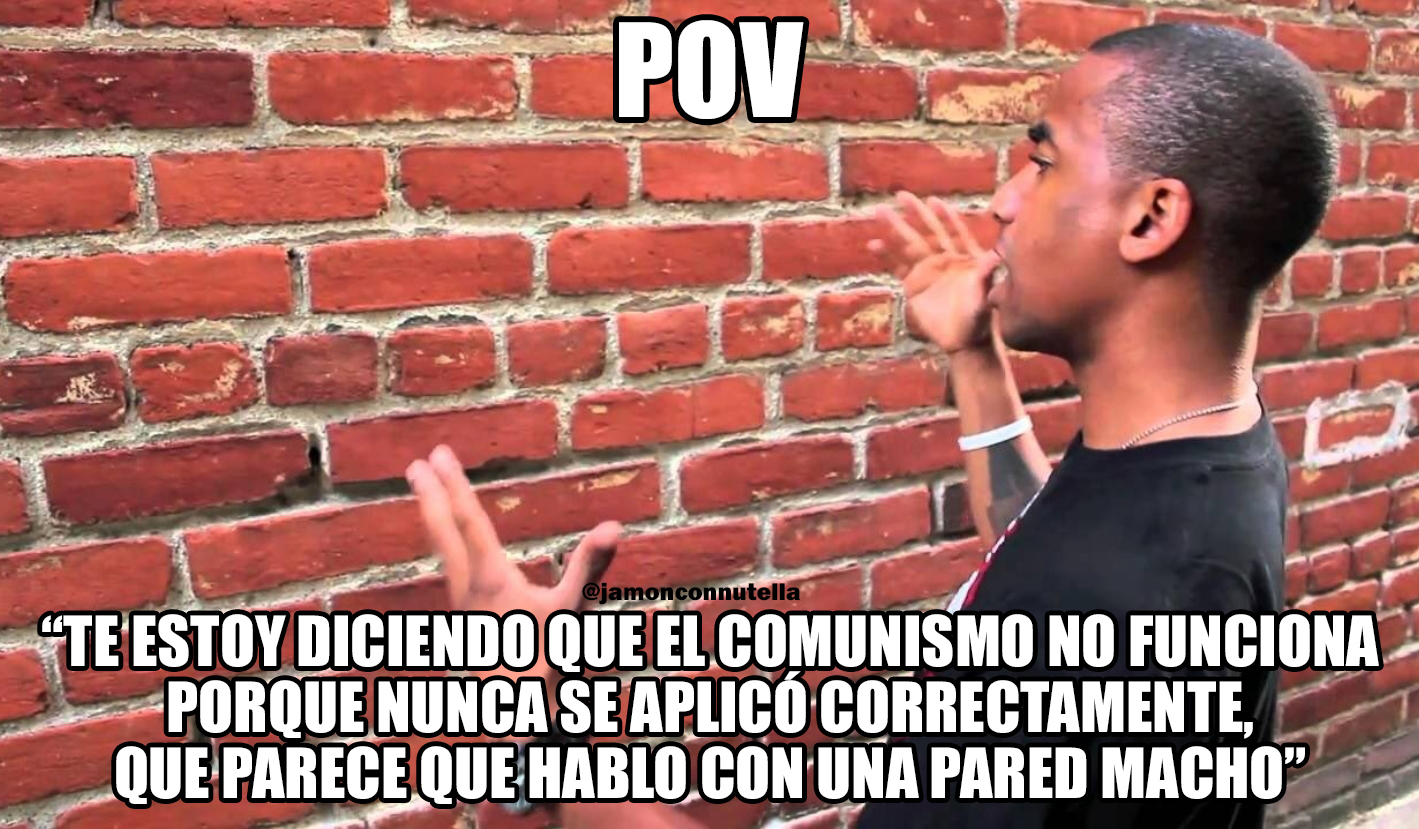 POV
@jamonconnutella
“TE ESTOY DICIENDO QUE EL COMUNISMO NO FUNCIONA
PORQUE NUNCA SE APLICÓ CORRECTAMENTE,
QUE PARECE QUE HABLO CON UNA PARED MACHO”